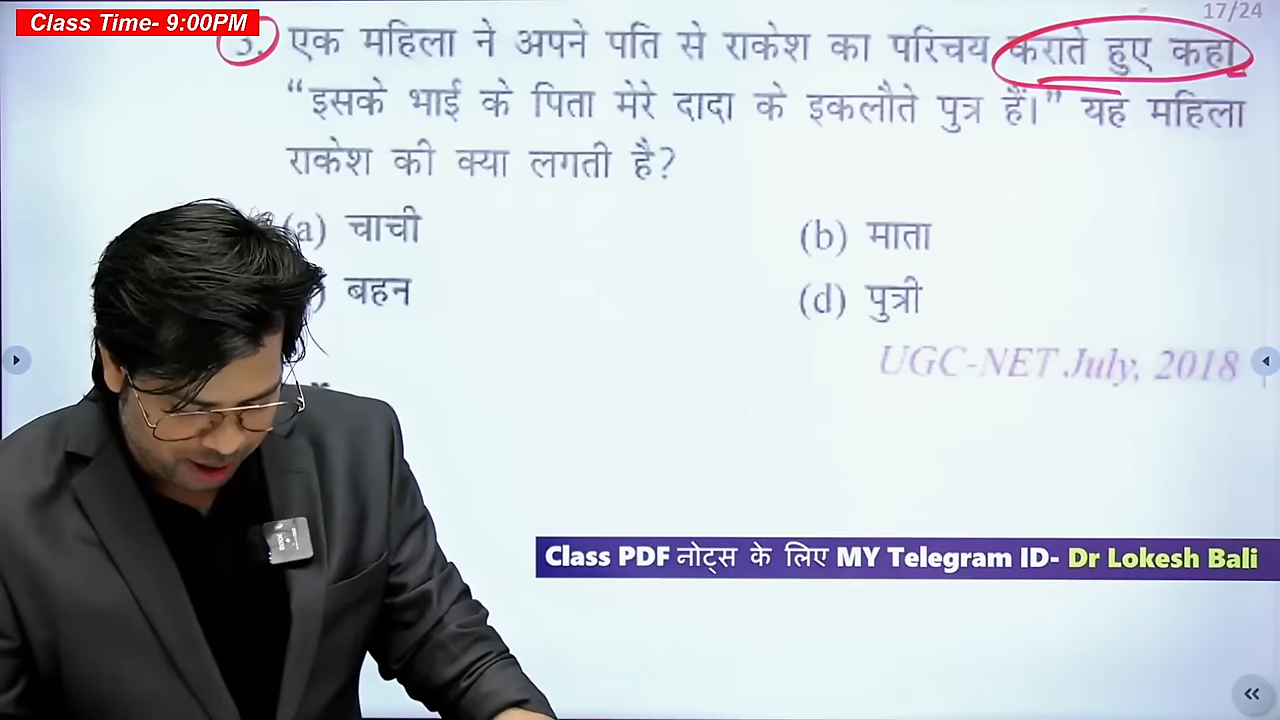 Class Time- 9:00PM
17/24
3. एक महिला ने अपने पति से राकेश का परिचय कराते हुए कहा
“इसके भाई के पिता मेरे दादा के इकलौते पुत्र हैं।” यह महिला
राकेश की क्या लगती है?
(a) चाची
(b) माता
) बहन
(d) पुत्री
UGC-NET July, 2018
Class PDF नोट्स के लिए MY Telegram ID- Dr Lokesh Bali